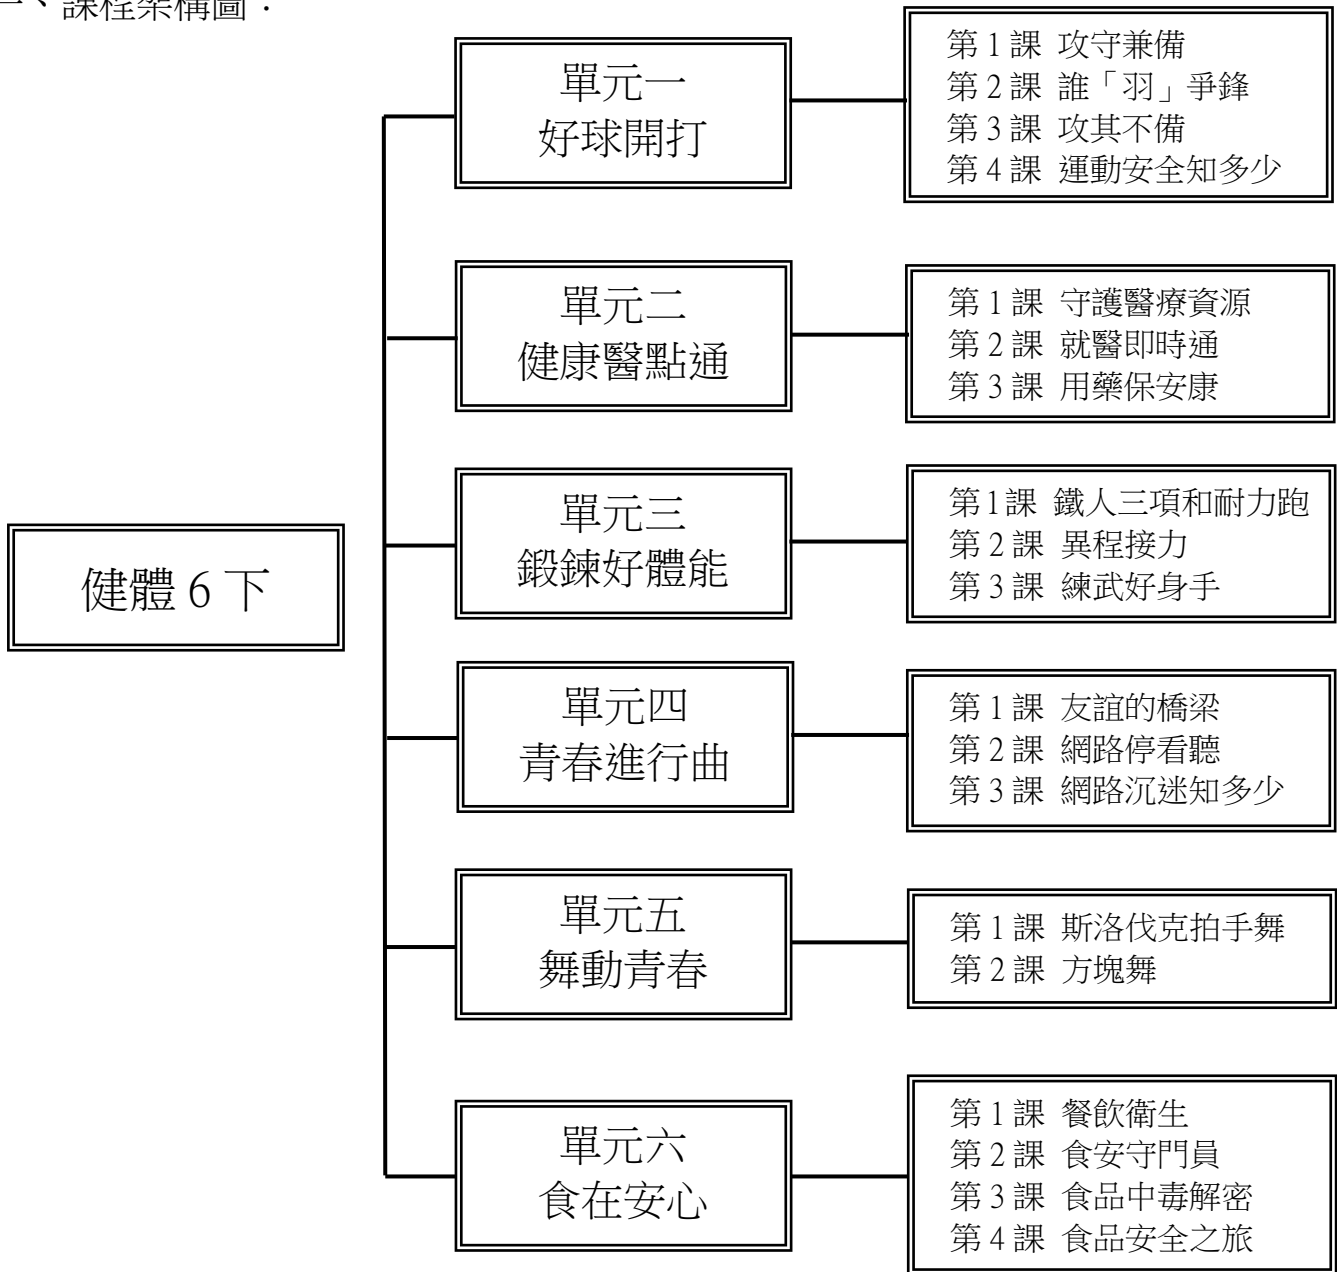 、課程架構圖：
健體 6 下
單元一
好球開打
第 1 課 攻守兼備
第 2 課 誰「羽」爭鋒
第 3 課 攻其不備
第 4 課 運動安全知多少
單元二
健康醫點通
第 1 課 守護醫療資源
第 2 課 就醫即時通
第 3 課 用藥保安康
單元三
鍛鍊好體能
第 1 課 鐵人三項和耐力跑
第 2 課 異程接力
第 3 課 練武好身手
單元四
青春進行曲
第 1 課 友誼的橋梁
第 2 課 網路停看聽
第 3 課 網路沉迷知多少
單元五
舞動青春
第 1 課 斯洛伐克拍手舞
第 2 課 方塊舞
單元六
食在安心
第 1 課 餐飲衛生
第 2 課 食安守門員
第 3 課 食品中毒解密
第 4 課 食品安全之旅